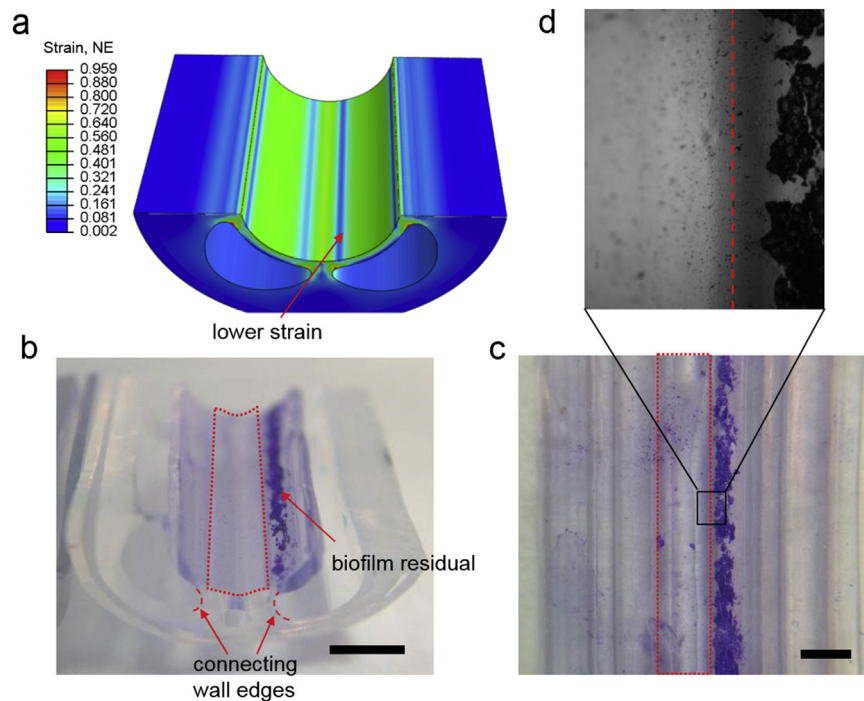 a
Strain, NE
0.959
0.880
0.800
0.720
0.640
0.560
0.481
0.401
0.321
0.241
0.161
0.081
0.002
lower strain
b
biofilm residual
connecting
wall edges
c
d